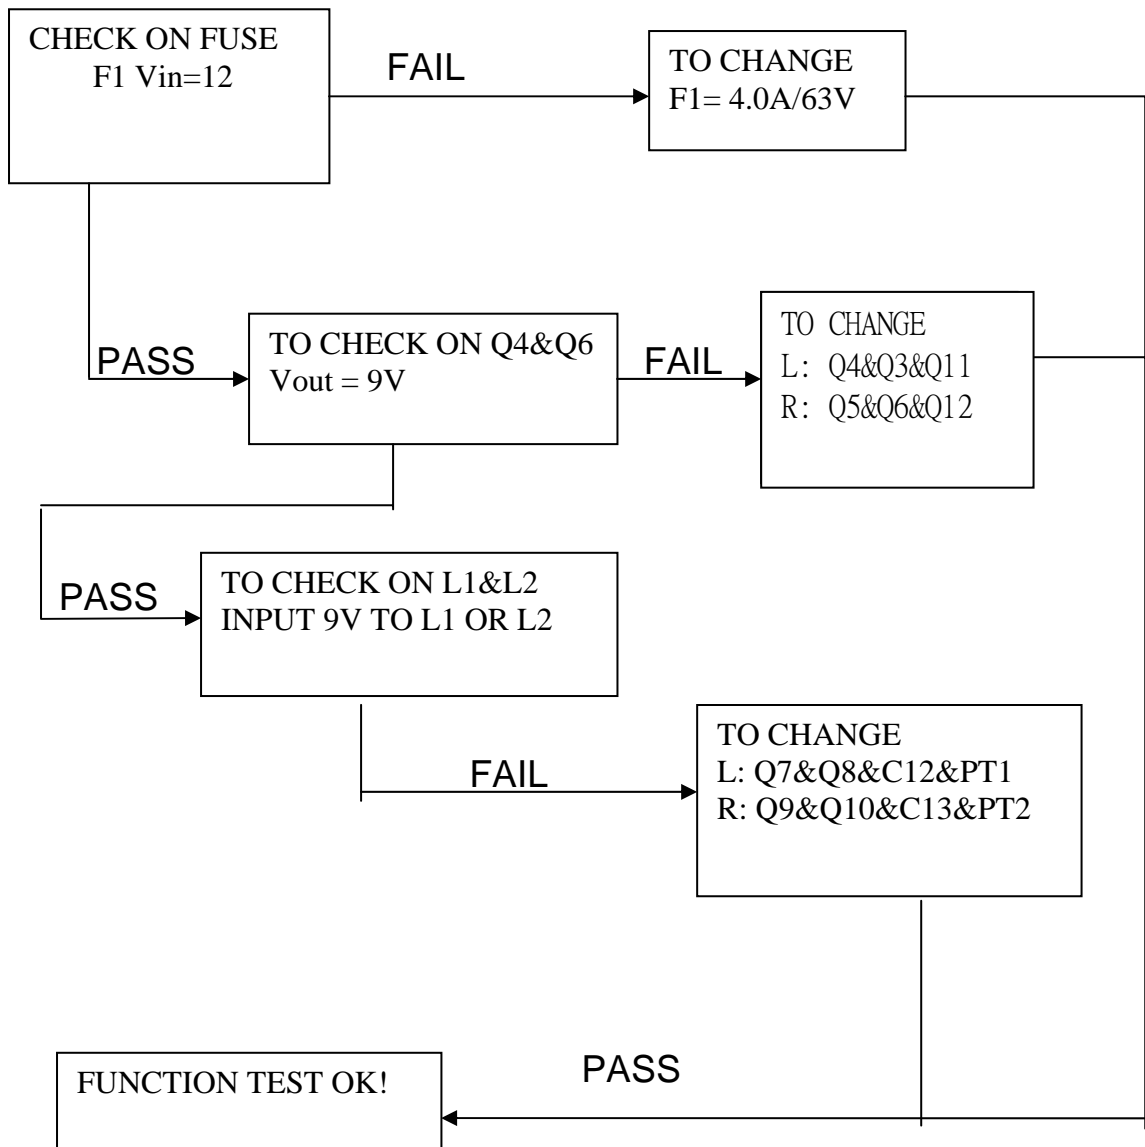 CHECK ON FUSE
F1 Vin=12
FAIL
TO CHANGE
F1= 4.0A/63V
PASS
TO CHECK ON Q4&Q6
Vout = 9V
FAIL
TO CHANGE
L: Q4&Q3&Q11
R: Q5&Q6&Q12
PASS
TO CHECK ON L1&L2
INPUT 9V TO L1 OR L2
FAIL
TO CHANGE
L: Q7&Q8&C12&PT1
R: Q9&Q10&C13&PT2
PASS
FUNCTION TEST OK!